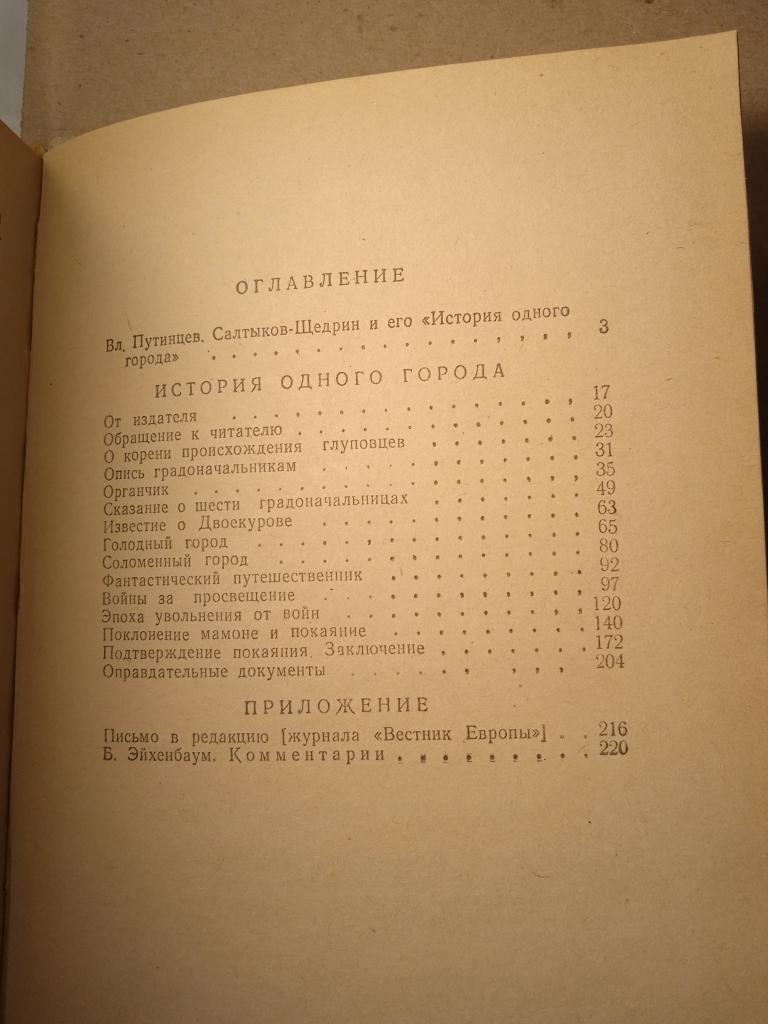 ОГЛАВЛЕНИЕ
Вл. Путинцев. Салтыков-Щедрин и его «История одного
города» . . . . . . . . . . . . . . . . . 3
ИСТОРИЯ ОДНОГО ГОРОДА
От издателя . . . . . . . . . . . . . 17
Обращение к читателю . . . . . . . . . . . 20
О корени происхождения глуповцев . . . . . . 23
Опись градоначальникам . . . . . . . . . . 31
Органчик . . . . . . . . . . . . . . 35
Сказание о шести градоначальницах . . . . . . 49
Известие о Двоекурове . . . . . . . . . . 63
Голодный город . . . . . . . . . . . . 65
Соломенный город . . . . . . . . . . . 80
Фантастический путешественник . . . . . . . 92
Войны за просвещение . . . . . . . . . . 97
Эпоха увольнения от войн . . . . . . . . . 120
Поклонение мамоне и покаяние . . . . . . . 140
Подтверждение покаяния. Заключение . . . . . . 172
Оправдательные документы . . . . . . . . 204
ПРИЛОЖЕНИЕ
Письмо в редакцию [журнала «Вестник Европы»] . . 216
Б. Эйхенбаум. Комментарии . . . . . . . . . 220